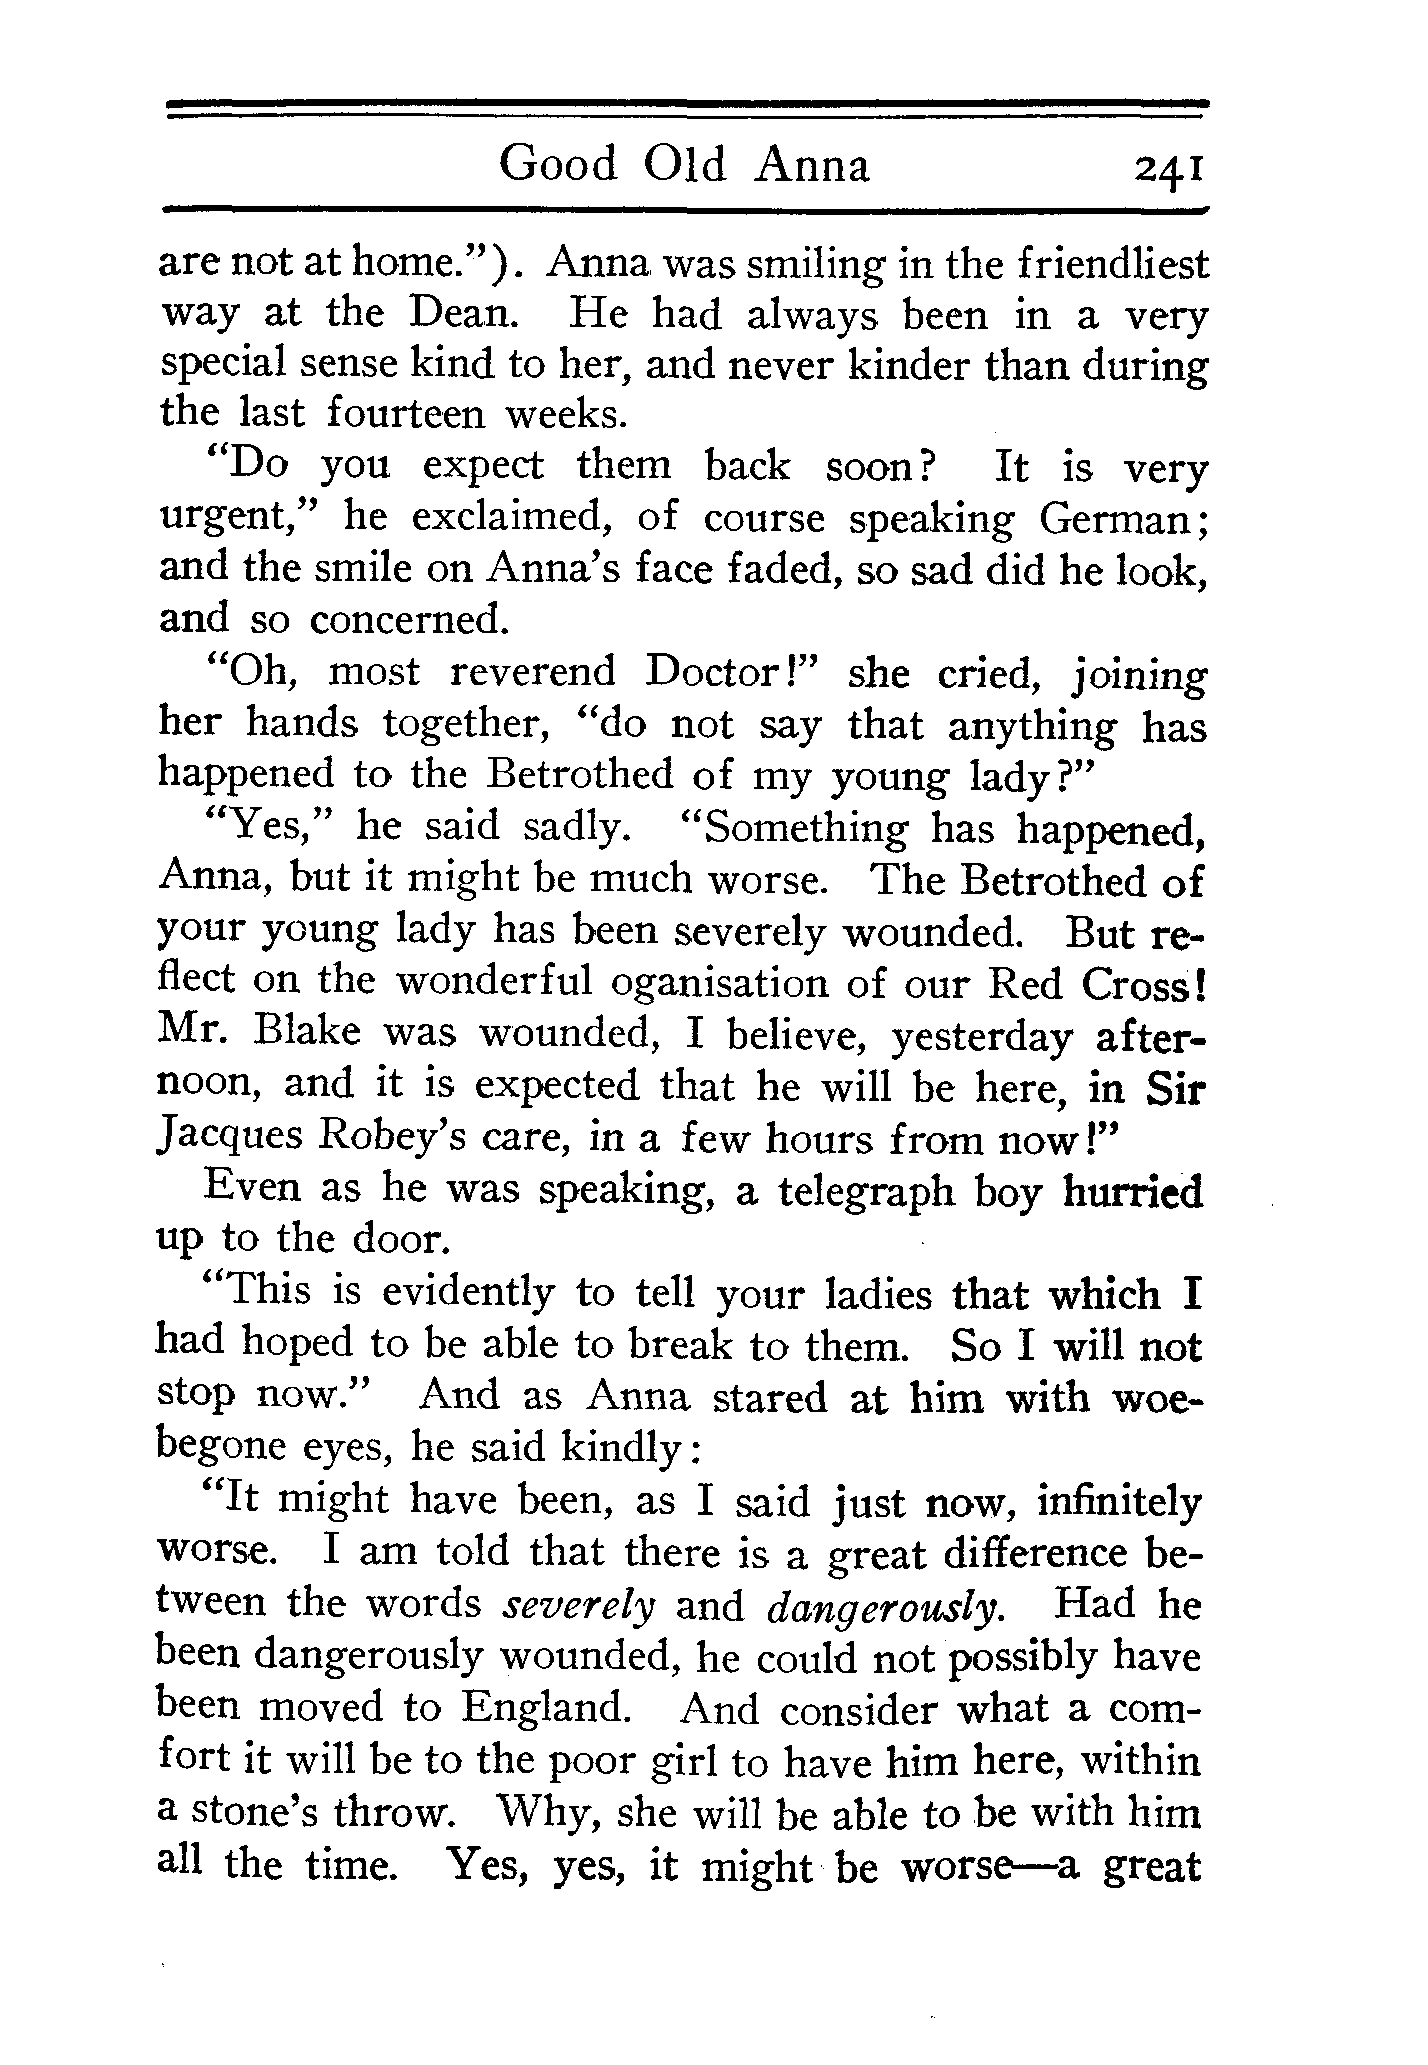 Good Old Anna 241
are not at home."). Anna was smiling in the friendliest
way at the Dean. He had always been in a very
special sense kind to her, and never kinder than during
the last fourteen weeks.
"Do you expect them back soon? It is very
urgent," he exclaimed, of course speaking German;
and the smile on Anna's face faded, so sad did he look,
and so concerned.
"Oh, most reverend Doctor!" she cried, joining
her hands together, "do not say that anything has
happened to the Betrothed of my young lady?"
"Yes," he said sadly. "Something has happened,
Anna, but it might be much worse. The Betrothed of
your young lady has been severely wounded. But re-
flect on the wonderful oganisation of our Red Cross!
Mr. Blake was wounded, I believe, yesterday after-
noon, and it is expected that he will be here, in Sir
Jacques Robey's care, in a few hours from now!"
Even as he was speaking, a telegraph boy hurried
up to the door.
"This is evidently to tell your ladies that which I
had hoped to be able to break to them. So I will not
stop now." And as Anna stared at him with woe-
begone eyes, he said kindly:
"It might have been, as I said just now, infinitely
worse. I am told that there is a great difference be-
tween the words severely and dangerously. Had he
been dangerously wounded, he could not possibly have
been moved to England. And consider what a com-
fort it will be to the poor girl to have him here, within
a stone's throw. Why, she will be able to be with him
all the time. Yes, yes, it might be worse—a great